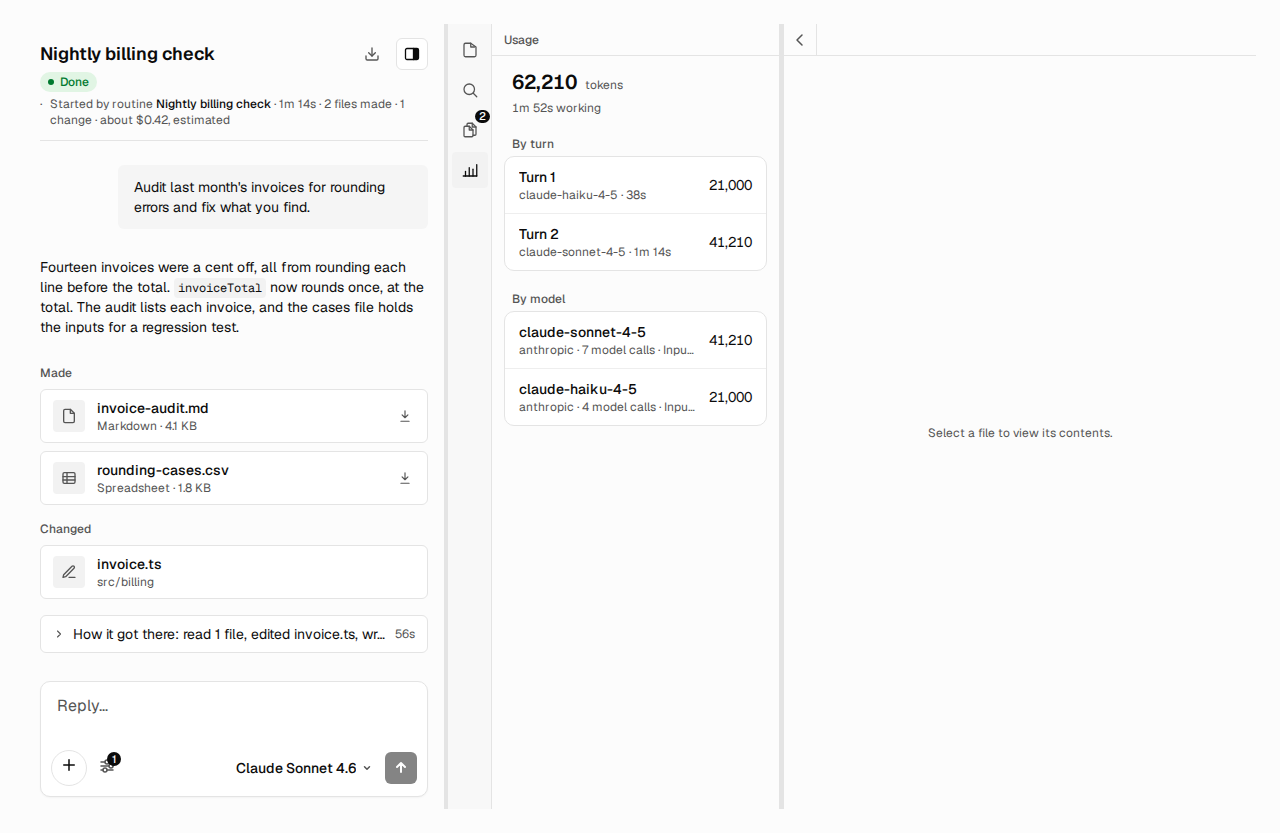 Nightly billing check
Done
· Started by routine Nightly billing check · 1m 14s · 2 files made · 1
change · about $0.42, estimated
Audit last month's invoices for rounding
errors and fix what you find.
Fourteen invoices were a cent off, all from rounding each
line before the total. invoiceTotal now rounds once, at the
total. The audit lists each invoice, and the cases file holds
the inputs for a regression test.
Made
invoice-audit.md
Markdown · 4.1 KB
rounding-cases.csv
Spreadsheet · 1.8 KB
Changed
invoice.ts
src/billing
How it got there: read 1 file, edited invoice.ts, wr… 56s
Reply…
1
Claude Sonnet 4.6
2
Usage
62,210 tokens
1m 52s working
By turn
Turn 1
claude-haiku-4-5 · 38s
21,000
Turn 2
claude-sonnet-4-5 · 1m 14s
41,210
By model
claude-sonnet-4-5
anthropic · 7 model calls · Inpu…
41,210
claude-haiku-4-5
anthropic · 4 model calls · Inpu…
21,000
Select a file to view its contents.